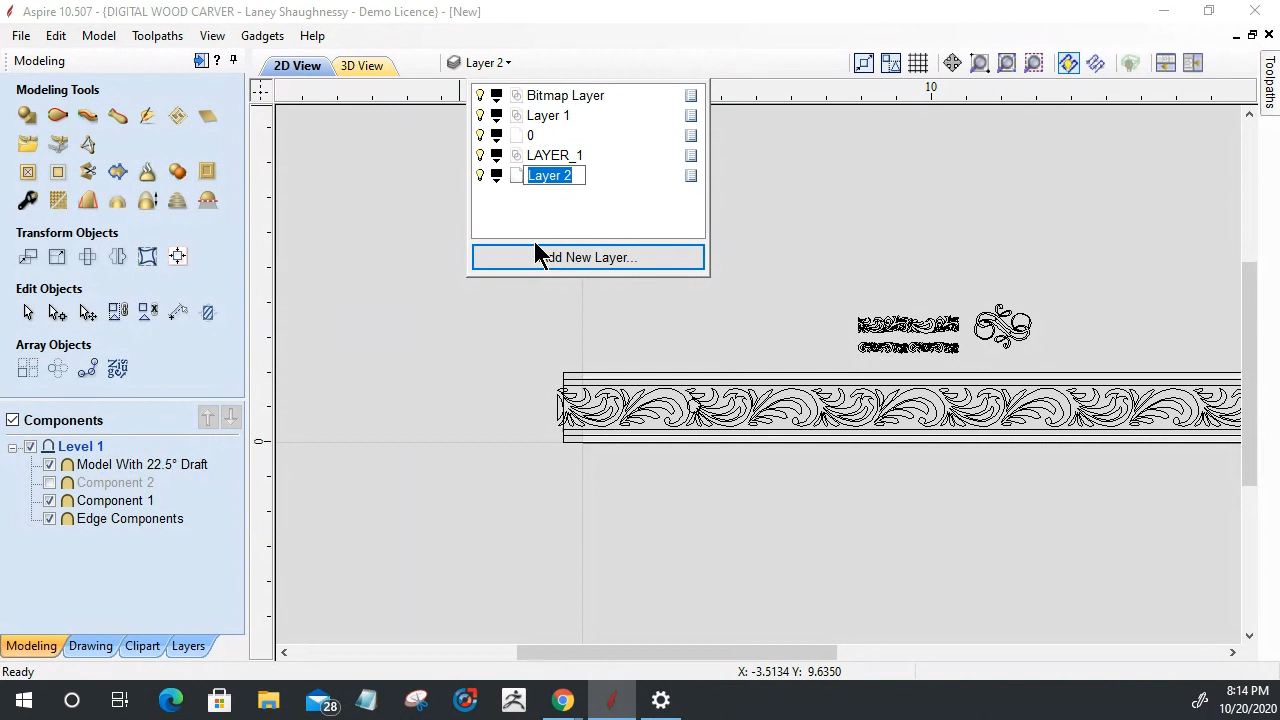 Aspire 10.507 - {DIGITAL WOOD CARVER - Laney Shaughnessy - Demo Licence} - [New]
File Edit Model Toolpaths View Gadgets Help
Modeling
2D View 3D View Layer 2
Modeling Tools
Transform Objects
Edit Objects
Array Objects
Components
Level 1
Model With 22.5° Draft
Component 2
Component 1
Edge Components
Modeling Drawing Clipart Layers
Bitmap Layer
Layer 1
0
LAYER_1
Layer 2
New Layer...
10
0
Toolpaths
Ready
X: -3.5134 Y: 9.6350
28
8:14 PM
10/20/2020